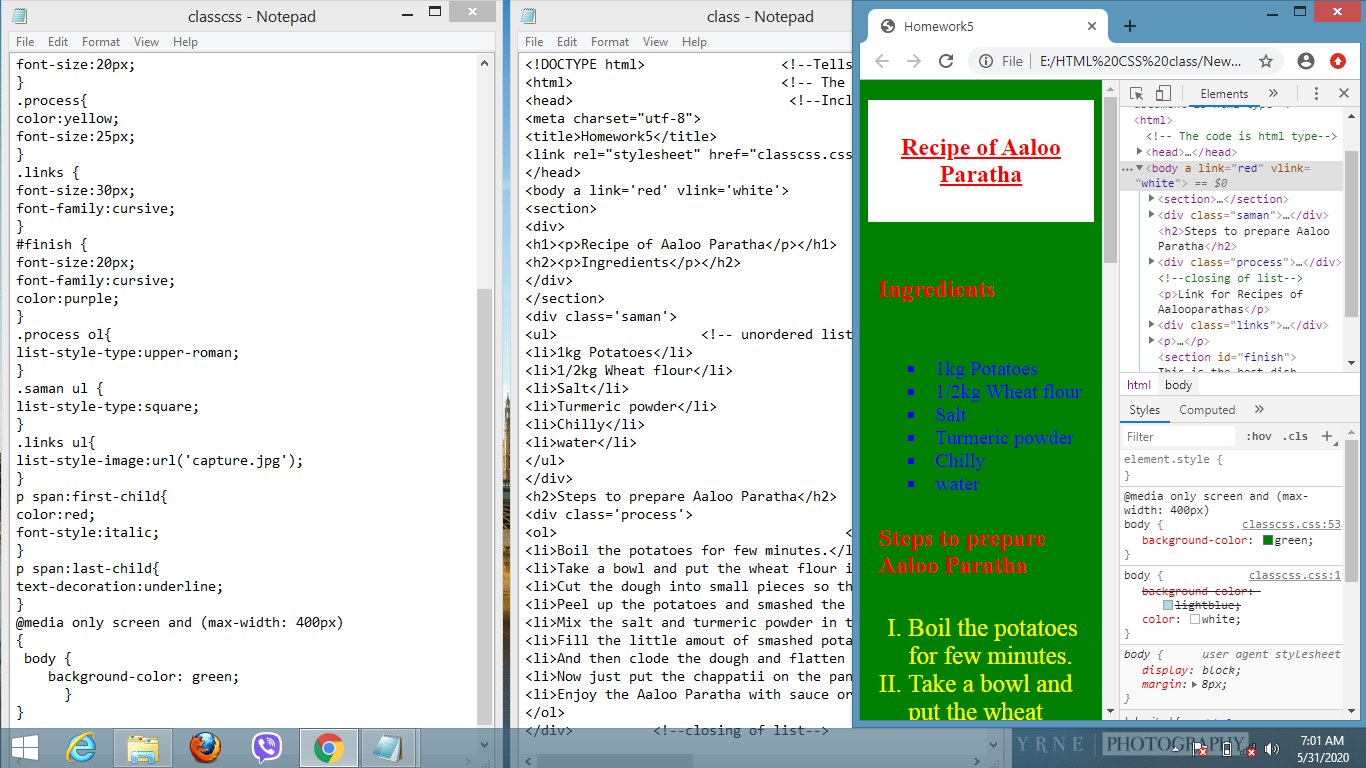 classcss - Notepad
File Edit Format View Help
font-size:20px;
}
.process{
color:yellow;
font-size:25px;
}
.links {
font-size:30px;
font-family:cursive;
}
#finish {
font-size:20px;
font-family:cursive;
color:purple;
}
.process ol{
list-style-type:upper-roman;
}
.saman ul {
list-style-type:square;
}
.links ul{
list-style-image:url('capture.jpg');
}
p span:first-child{
color:red;
font-style:italic;
}
p span:last-child{
text-decoration:underline;
}
@media only screen and (max-width: 400px)
{
body {
background-color: green;
}
}
class - Notepad
File Edit Format View Help
<!DOCTYPE html> <!--Tells
<html> <!-- The
<head> <!--Incl
<meta charset="utf-8">
<title>Homework5</title>
<link rel="stylesheet" href="classcss.css
</head>
<body a link='red' vlink='white'>
<section>
<div>
<h1><p>Recipe of Aaloo Paratha</p></h1>
<h2><p>Ingredients</p></h2>
</div>
</section>
<div class='saman'>
<ul> <!-- unordered list
<li>1kg Potatoes</li>
<li>1/2kg Wheat flour</li>
<li>Salt</li>
<li>Turmeric powder</li>
<li>Chilly</li>
<li>water</li>
</ul>
</div>
<h2>Steps to prepare Aaloo Paratha</h2>
<div class='process'>
<ol> <
<li>Boil the potatoes for few minutes.</l
<li>Take a bowl and put the wheat flour i
<li>Cut the dough into small pieces so th
<li>Peel up the potatoes and smashed the
<li>Mix the salt and turmeric powder in t
<li>Fill the little amout of smashed pota
<li>And then clode the dough and flatten
<li>Now just put the chappatii on the pan
<li>Enjoy the Aaloo Paratha with sauce or
</ol>
</div> <!--closing of list-->
Homework5
File E:/HTML%20CSS%20class/New...
Recipe of Aaloo
Paratha
Ingredients
1kg Potatoes
1/2kg Wheat flour
Salt
Turmeric powder
Chilly
water
Steps to prepare
Aaloo Paratha
I. Boil the potatoes
for few minutes.
II. Take a bowl and
put the wheat
Elements
<html>
<!-- The code is html type-->
<head>…</head>
<body a link="red" vlink=
"white"> == $0
<section>…</section>
<div class="saman">…</div>
<h2>Steps to prepare Aaloo
Paratha</h2>
<div class="process">…</div>
<!--closing of list-->
<p>Link for Recipes of
Aalooparathas</p>
<div class="links">…</div>
<p>…</p>
<section id="finish">
This is the best dish
html body
Styles Computed
Filter :hov .cls
element.style {
}
@media only screen and (max-
width: 400px)
body { classcss.css:53
background-color: green;
}
body { classcss.css:1
background-color:
lightblue;
color: white;
}
body { user agent stylesheet
display: block;
margin: 8px;
}
YRNE | PHOTOGRAPHY
7:01 AM
5/31/2020